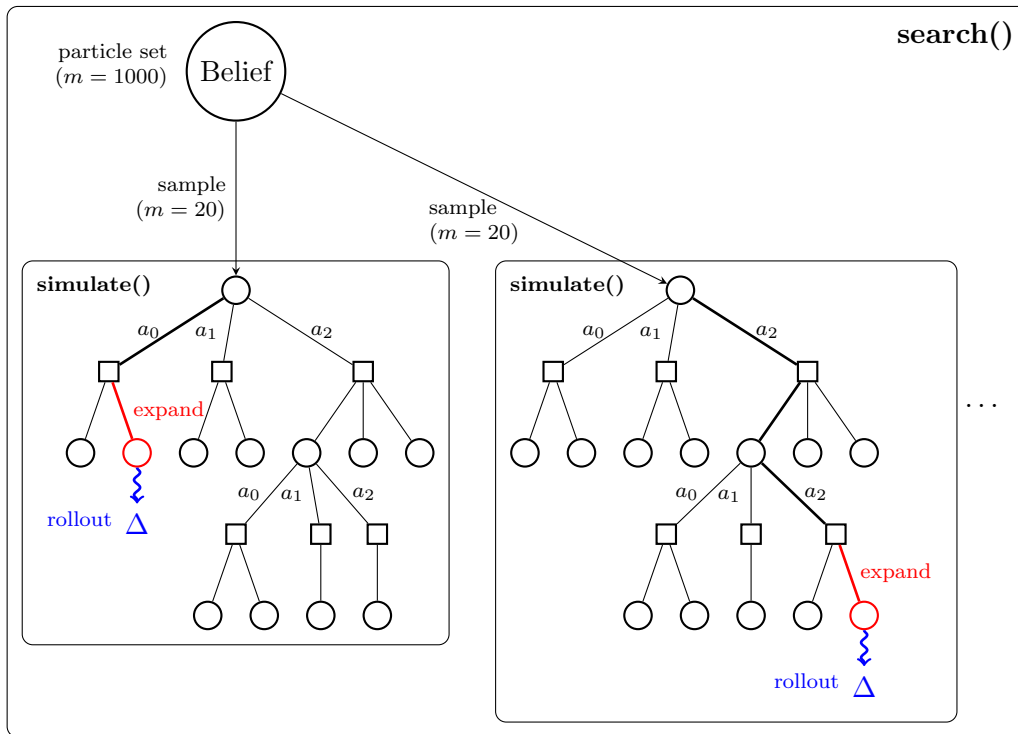 search()
particle set
(m = 1000)
Belief
sample
(m = 20)
sample
(m = 20)
simulate()
a₀
a₁
a₂
expand
rollout Δ
a₀
a₁
a₂
simulate()
a₀
a₁
a₂
a₀
a₁
a₂
expand
rollout Δ
...